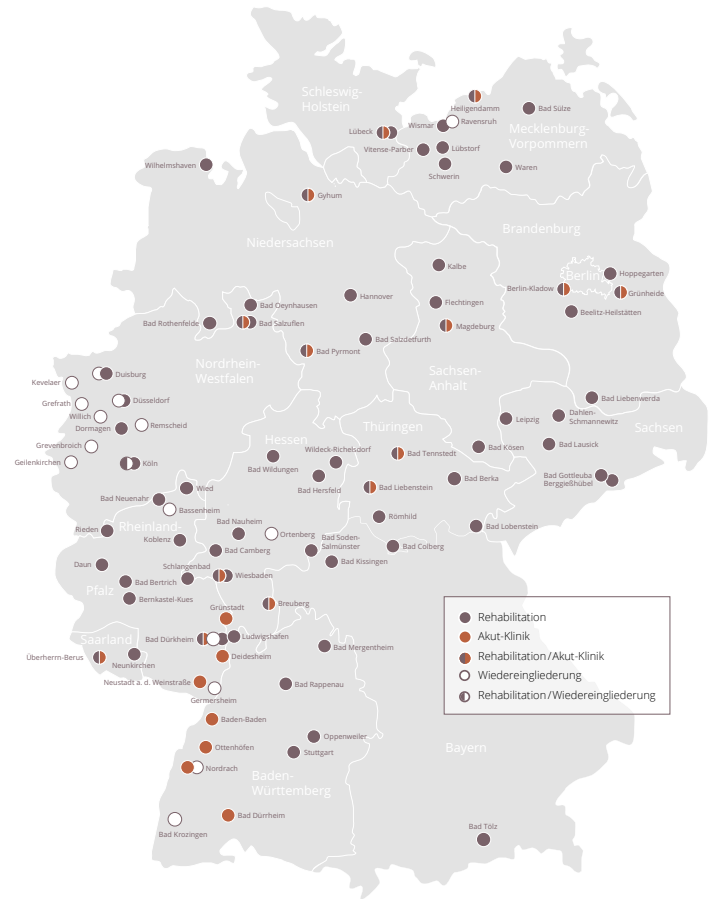 Schleswig-
Holstein
Heiligendamm
Bad Sülze
Ravensruh
Wismar
Lübeck
Mecklenburg-
Vorpommern
Vitense-Parber
Lübstorf
Schwerin
Waren
Wilhelmshaven
Gyhum
Niedersachsen
Brandenburg
Kalbe
Berlin
Hoppegarten
Berlin-Kladow
Grünheide
Hannover
Flechtingen
Bad Oeynhausen
Beelitz-Heilstätten
Bad Rothenfelde
Bad Salzuflen
Magdeburg
Bad Salzdetfurth
Bad Pyrmont
Nordrhein-
Westfalen
Sachsen-
Anhalt
Duisburg
Kevelaer
Bad Liebenwerda
Grefrath
Düsseldorf
Willich
Dormagen
Remscheid
Leipzig
Dahlen-
Schmannewitz
Sachsen
Thüringen
Hessen
Grevenbroich
Bad Kösen
Bad Lausick
Wildeck-Richelsdorf
Bad Tennstedt
Geilenkirchen
Köln
Bad Wildungen
Bad Hersfeld
Bad Liebenstein
Bad Berka
Bad Gottleuba
Berggießhübel
Wied
Bad Neuenahr
Bassenheim
Römhild
Rieden
Rheinland-
Bad Nauheim
Bad Lobenstein
Koblenz
Ortenberg
Bad Soden-
Salmünster
Bad Camberg
Bad Colberg
Bad Kissingen
Daun
Schlangenbad
Wiesbaden
Bad Bertrich
Pfalz
Bernkastel-Kues
Breuberg
Grünstadt
Saarland
Bad Dürkheim
Ludwigshafen
Bad Mergentheim
Überherrn-Berus
Neunkirchen
Deidesheim
Neustadt a. d. Weinstraße
Germersheim
Bad Rappenau
Baden-Baden
Oppenweiler
Ottenhöfen
Stuttgart
Nordrach
Baden-
Württemberg
Bayern
Bad Dürrheim
Bad Krozingen
Bad Tölz
Rehabilitation
Akut-Klinik
Rehabilitation/Akut-Klinik
Wiedereingliederung
Rehabilitation/Wiedereingliederung